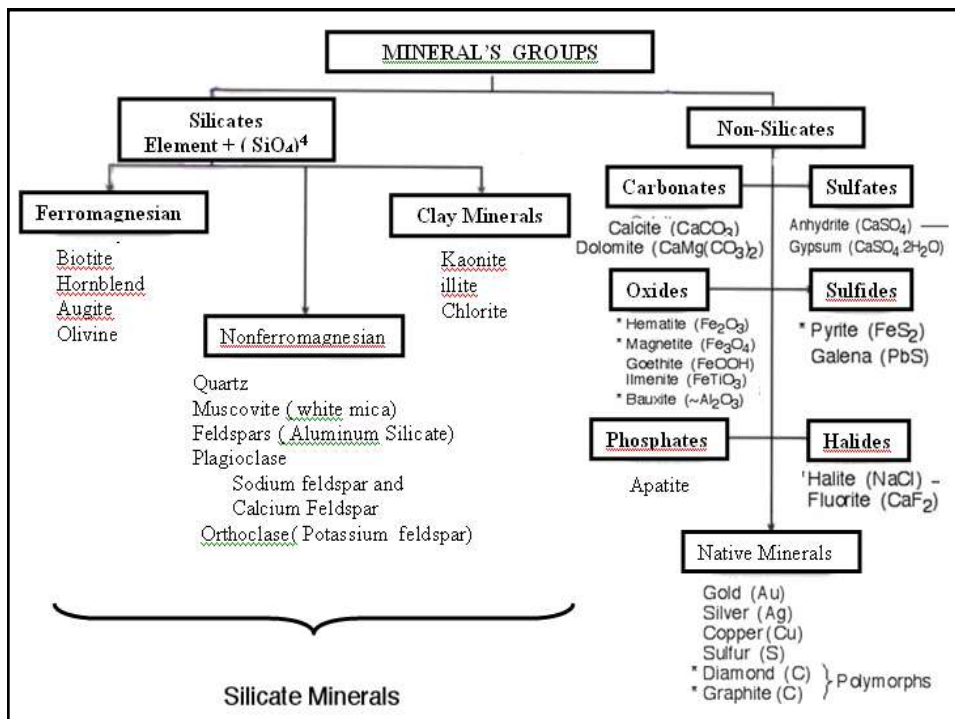 MINERAL'S GROUPS
Silicates
Element + ( SiO4)4
Ferromagnesian
Biotite
Hornblend
Augite
Olivine
Nonferromagnesian
Quartz
Muscovite ( white mica)
Feldspars ( Aluminum Silicate)
Plagioclase
Sodium feldspar and
Calcium Feldspar
Orthoclase( Potassium feldspar)
Clay Minerals
Kaonite
illite
Chlorite
Silicate Minerals
Non-Silicates
Carbonates
Calcite (CaCO3)
Dolomite (CaMg(CO3)2)
Sulfates
Anhydrite (CaSO4) —
Gypsum (CaSO4.2H2O)
Oxides
* Hematite (Fe2O3)
* Magnetite (Fe3O4)
Goethite (FeOOH)
Ilmenite (FeTiO3)
* Bauxite (~Al2O3)
Sulfides
* Pyrite (FeS2)
Galena (PbS)
Phosphates
Apatite
Halides
'Halite (NaCl) –
Fluorite (CaF2)
Native Minerals
Gold (Au)
Silver (Ag)
Copper (Cu)
Sulfur (S)
* Diamond (C)
* Graphite (C)
Polymorphs